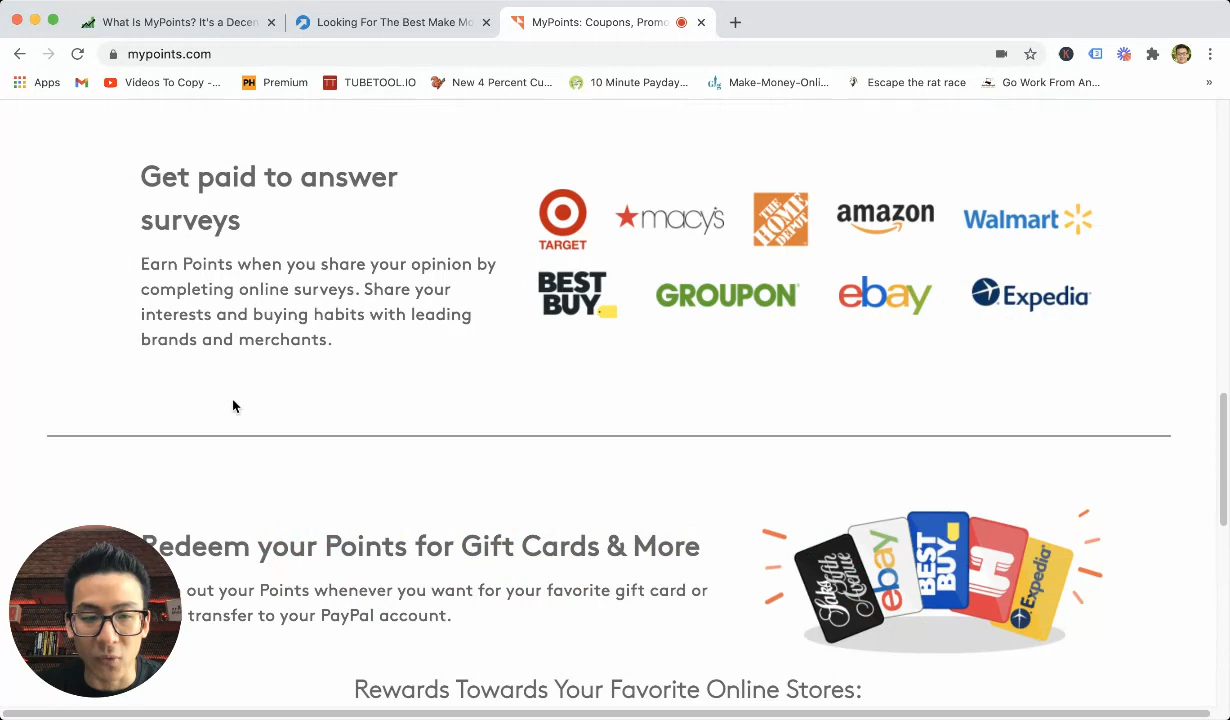 What Is MyPoints? It's a Decen
Looking For The Best Make Mo
MyPoints: Coupons, Promo
mypoints.com
Apps
Videos To Copy -...
PH Premium
TT TUBETOOL.IO
New 4 Percent Cu...
10 Minute Payday...
Make-Money-Onli...
Escape the rat race
Go Work From An...
»
Get paid to answer
surveys
Earn Points when you share your opinion by
completing online surveys. Share your
interests and buying habits with leading
brands and merchants.
TARGET
macy's
THE HOME DEPOT
amazon
Walmart
BEST BUY
GROUPON
ebay
Expedia
Redeem your Points for Gift Cards & More
out your Points whenever you want for your favorite gift card or
transfer to your PayPal account.
Saks Fifth Avenue
ebay
BEST BUY
H
Expedia
Rewards Towards Your Favorite Online Stores: